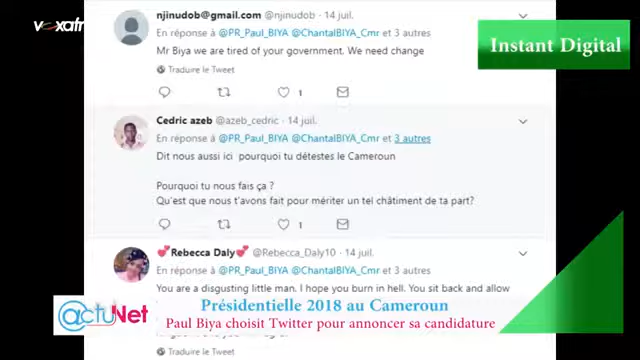 voxafr
Instant Digital
njinudob@gmail.com @njinudob · 14 juil.
En réponse à @PR_Paul_BIYA @ChantalBIYA_Cmr et 3 autres
Mr Biya we are tired of your government. We need change
Traduire le Tweet
1
Cedric azeb @azeb_cedric · 14 juil.
En réponse à @PR_Paul_BIYA @ChantalBIYA_Cmr et 3 autres
Dit nous aussi ici pourquoi tu détestes le Cameroun
Pourquoi tu nous fais ça ?
Qu'est que nous t'avons fait pour mériter un tel châtiment de ta part?
1
💕Rebecca Daly💕 @Rebecca_Daly10 · 14 juil.
En réponse à @PR_Paul_BIYA @ChantalBIYA_Cmr et 3 autres
You are a disgusting little man. I hope you burn in hell. You sit back and allow
@ctuNet
Présidentielle 2018 au Cameroun
Paul Biya choisit Twitter pour annoncer sa candidature
Traduire le Tweet